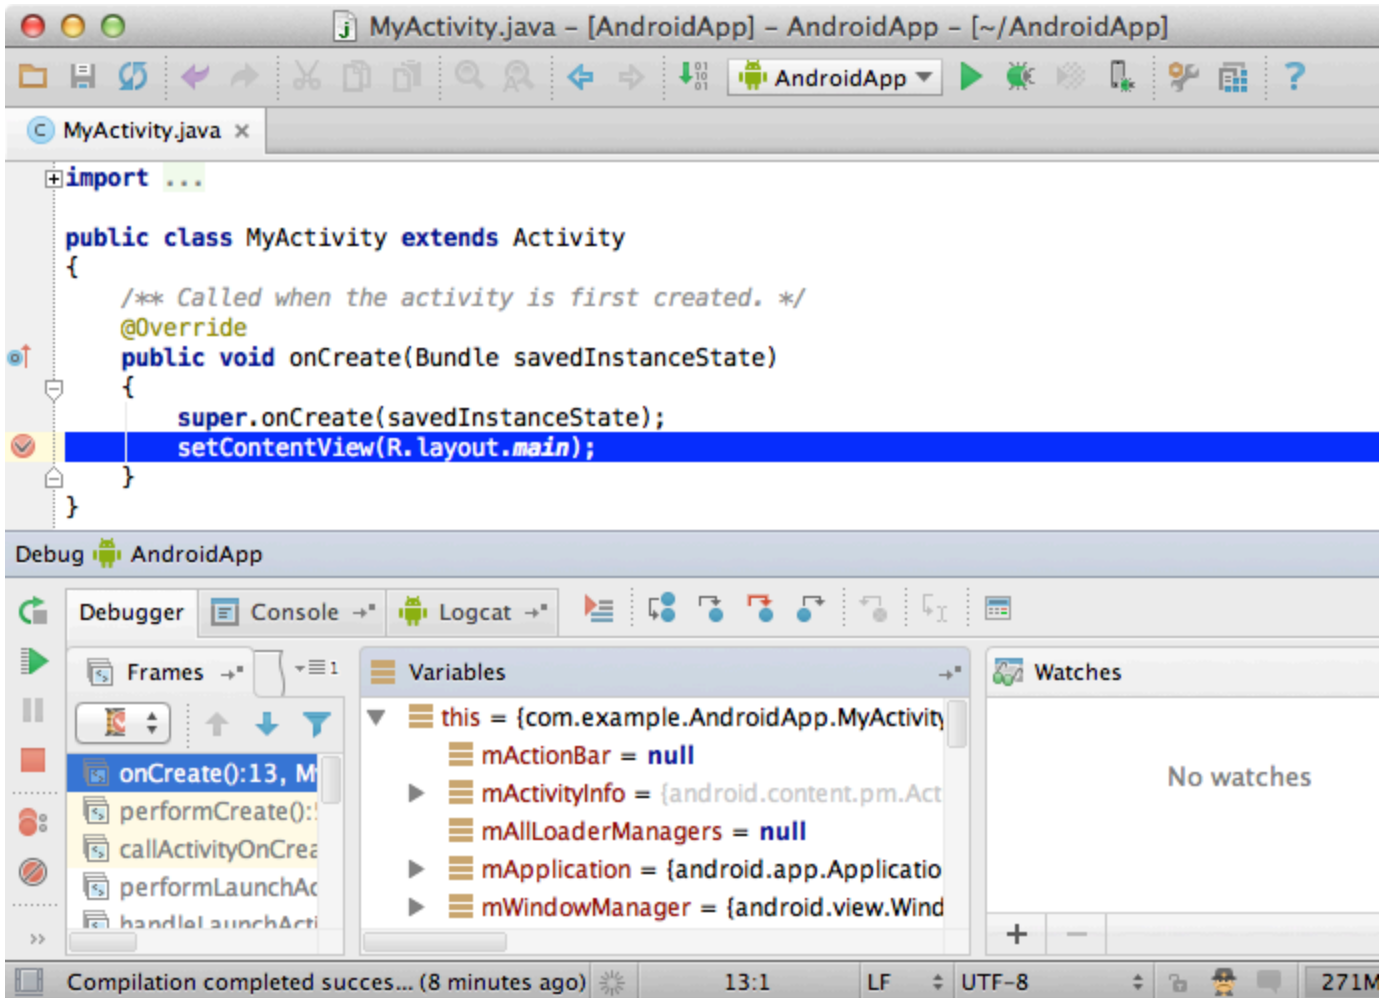 MyActivity.java – [AndroidApp] – AndroidApp – [~/AndroidApp]
AndroidApp
MyActivity.java
import ...
public class MyActivity extends Activity
{
/** Called when the activity is first created. */
@Override
public void onCreate(Bundle savedInstanceState)
{
super.onCreate(savedInstanceState);
setContentView(R.layout.main);
}
}
Debug AndroidApp
Debugger Console Logcat
Frames 1 Variables Watches
this = {com.example.AndroidApp.MyActivity
mActionBar = null
onCreate():13, M
mActivityInfo = {android.content.pm.Act
No watches
performCreate():
mAllLoaderManagers = null
callActivityOnCrea
mApplication = {android.app.Applicatio
performLaunchAc
mWindowManager = {android.view.Wind
handleLaunchActi
Compilation completed succes... (8 minutes ago) 13:1 LF UTF-8 271M